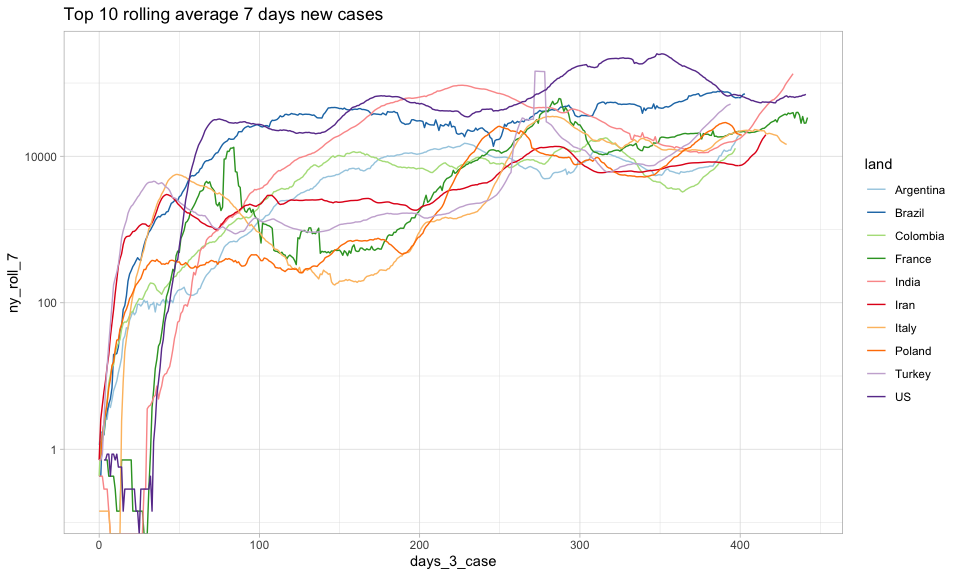 Top 10 rolling average 7 days new cases
ny_roll_7
10000
100
1
0
100
200
300
400
days_3_case
land
Argentina
Brazil
Colombia
France
India
Iran
Italy
Poland
Turkey
US